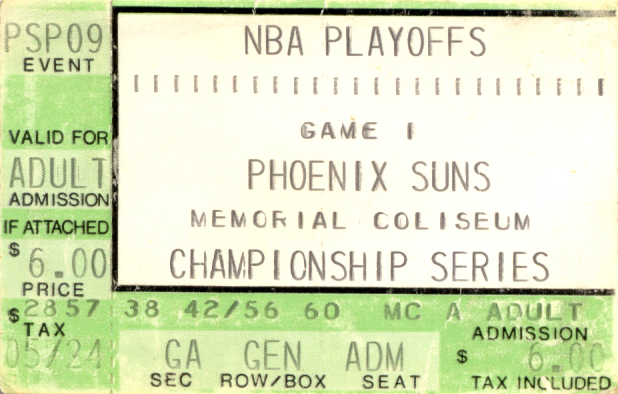 PSP09
EVENT
VALID FOR
ADULT
ADMISSION
IF ATTACHED
$ 6.00
PRICE
$ 2857
TAX
05/24
NBA PLAYOFFS
GAME 1
PHOENIX SUNS
MEMORIAL COLISEUM
CHAMPIONSHIP SERIES
38 42/56 60 MC A ADULT
ADMISSION
GA GEN ADM $ 6.00
SEC ROW/BOX SEAT TAX INCLUDED